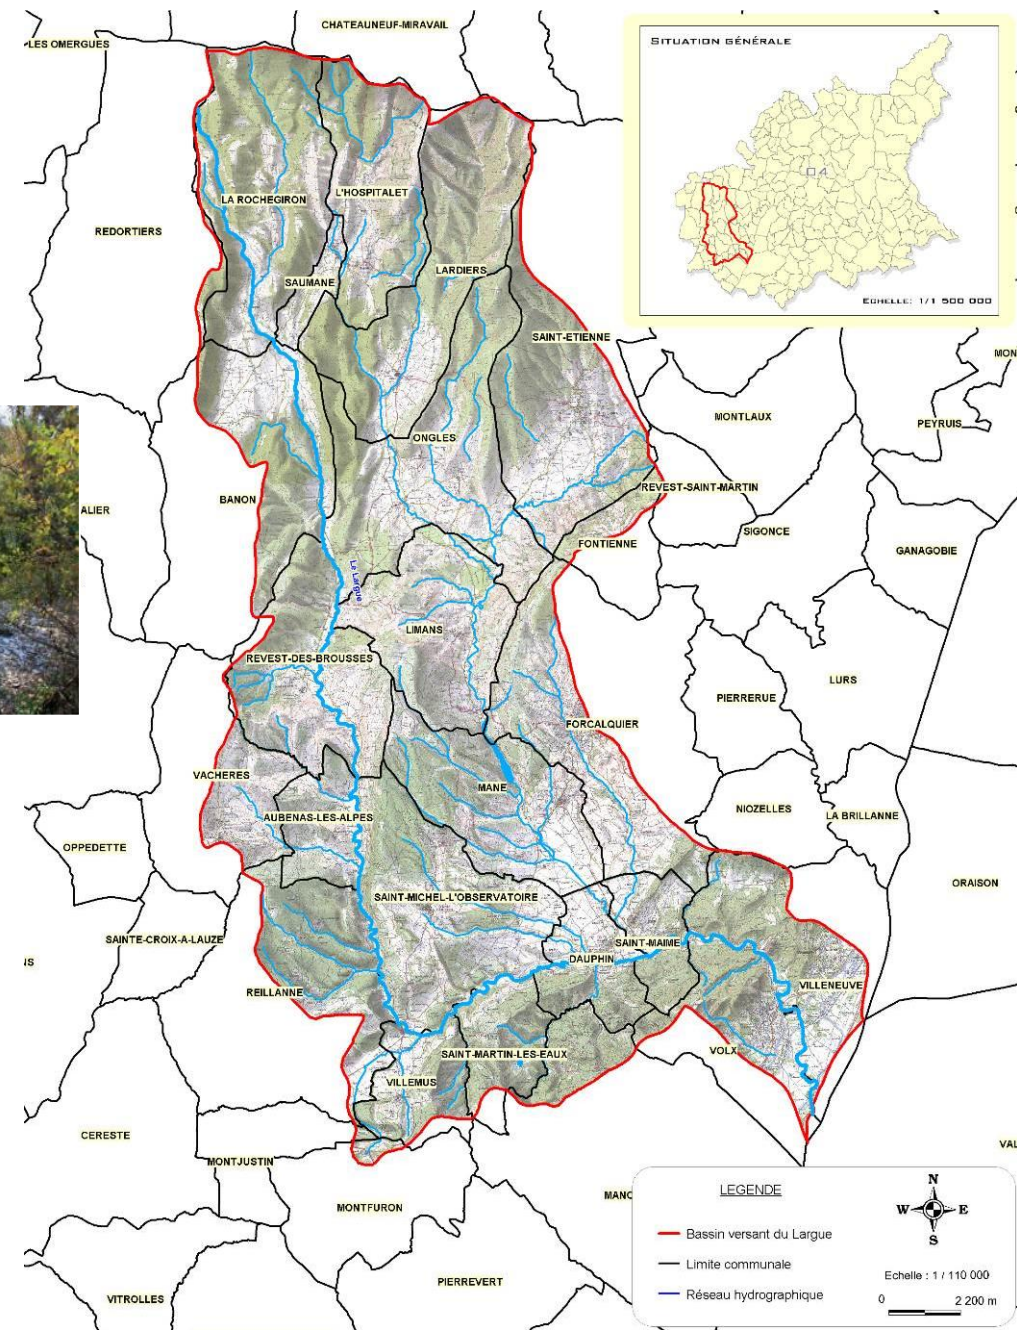 CHATEAUNEUF-MIRAVAIL
LES OMERGUES
SITUATION GÉNÉRALE
04
ECHELLE: 1/1 500 000
LA ROCHEGIRON
L'HOSPITALET
REDORTIERS
LARDIERS
SAUMANE
SAINT-ETIENNE
MON
MONTLAUX
PEYRUIS
ONGLES
BANON
ALIER
REVEST-SAINT-MARTIN
SIGONCE
FONTIENNE
GANAGOBIE
Le Largue
LIMANS
REVEST-DES-BROUSSES
LURS
PIERRERUE
FORCALQUIER
VACHERES
MANE
NIOZELLES
LA BRILLANNE
AUBENAS-LES-ALPES
OPPEDETTE
ORAISON
SAINT-MICHEL-L'OBSERVATOIRE
SAINTE-CROIX-A-LAUZE
SAINT-MAIME
DAUPHIN
NS
REILLANNE
VILLENEUVE
VOLX
SAINT-MARTIN-LES-EAUX
VILLEMUS
CERESTE
VAL
MONTJUSTIN
MANO
MONTFURON
PIERREVERT
VITROLLES
LEGENDE
N
W E
S
Bassin versant du Largue
Limite communale
Réseau hydrographique
Echelle : 1 / 110 000
0 2 200 m